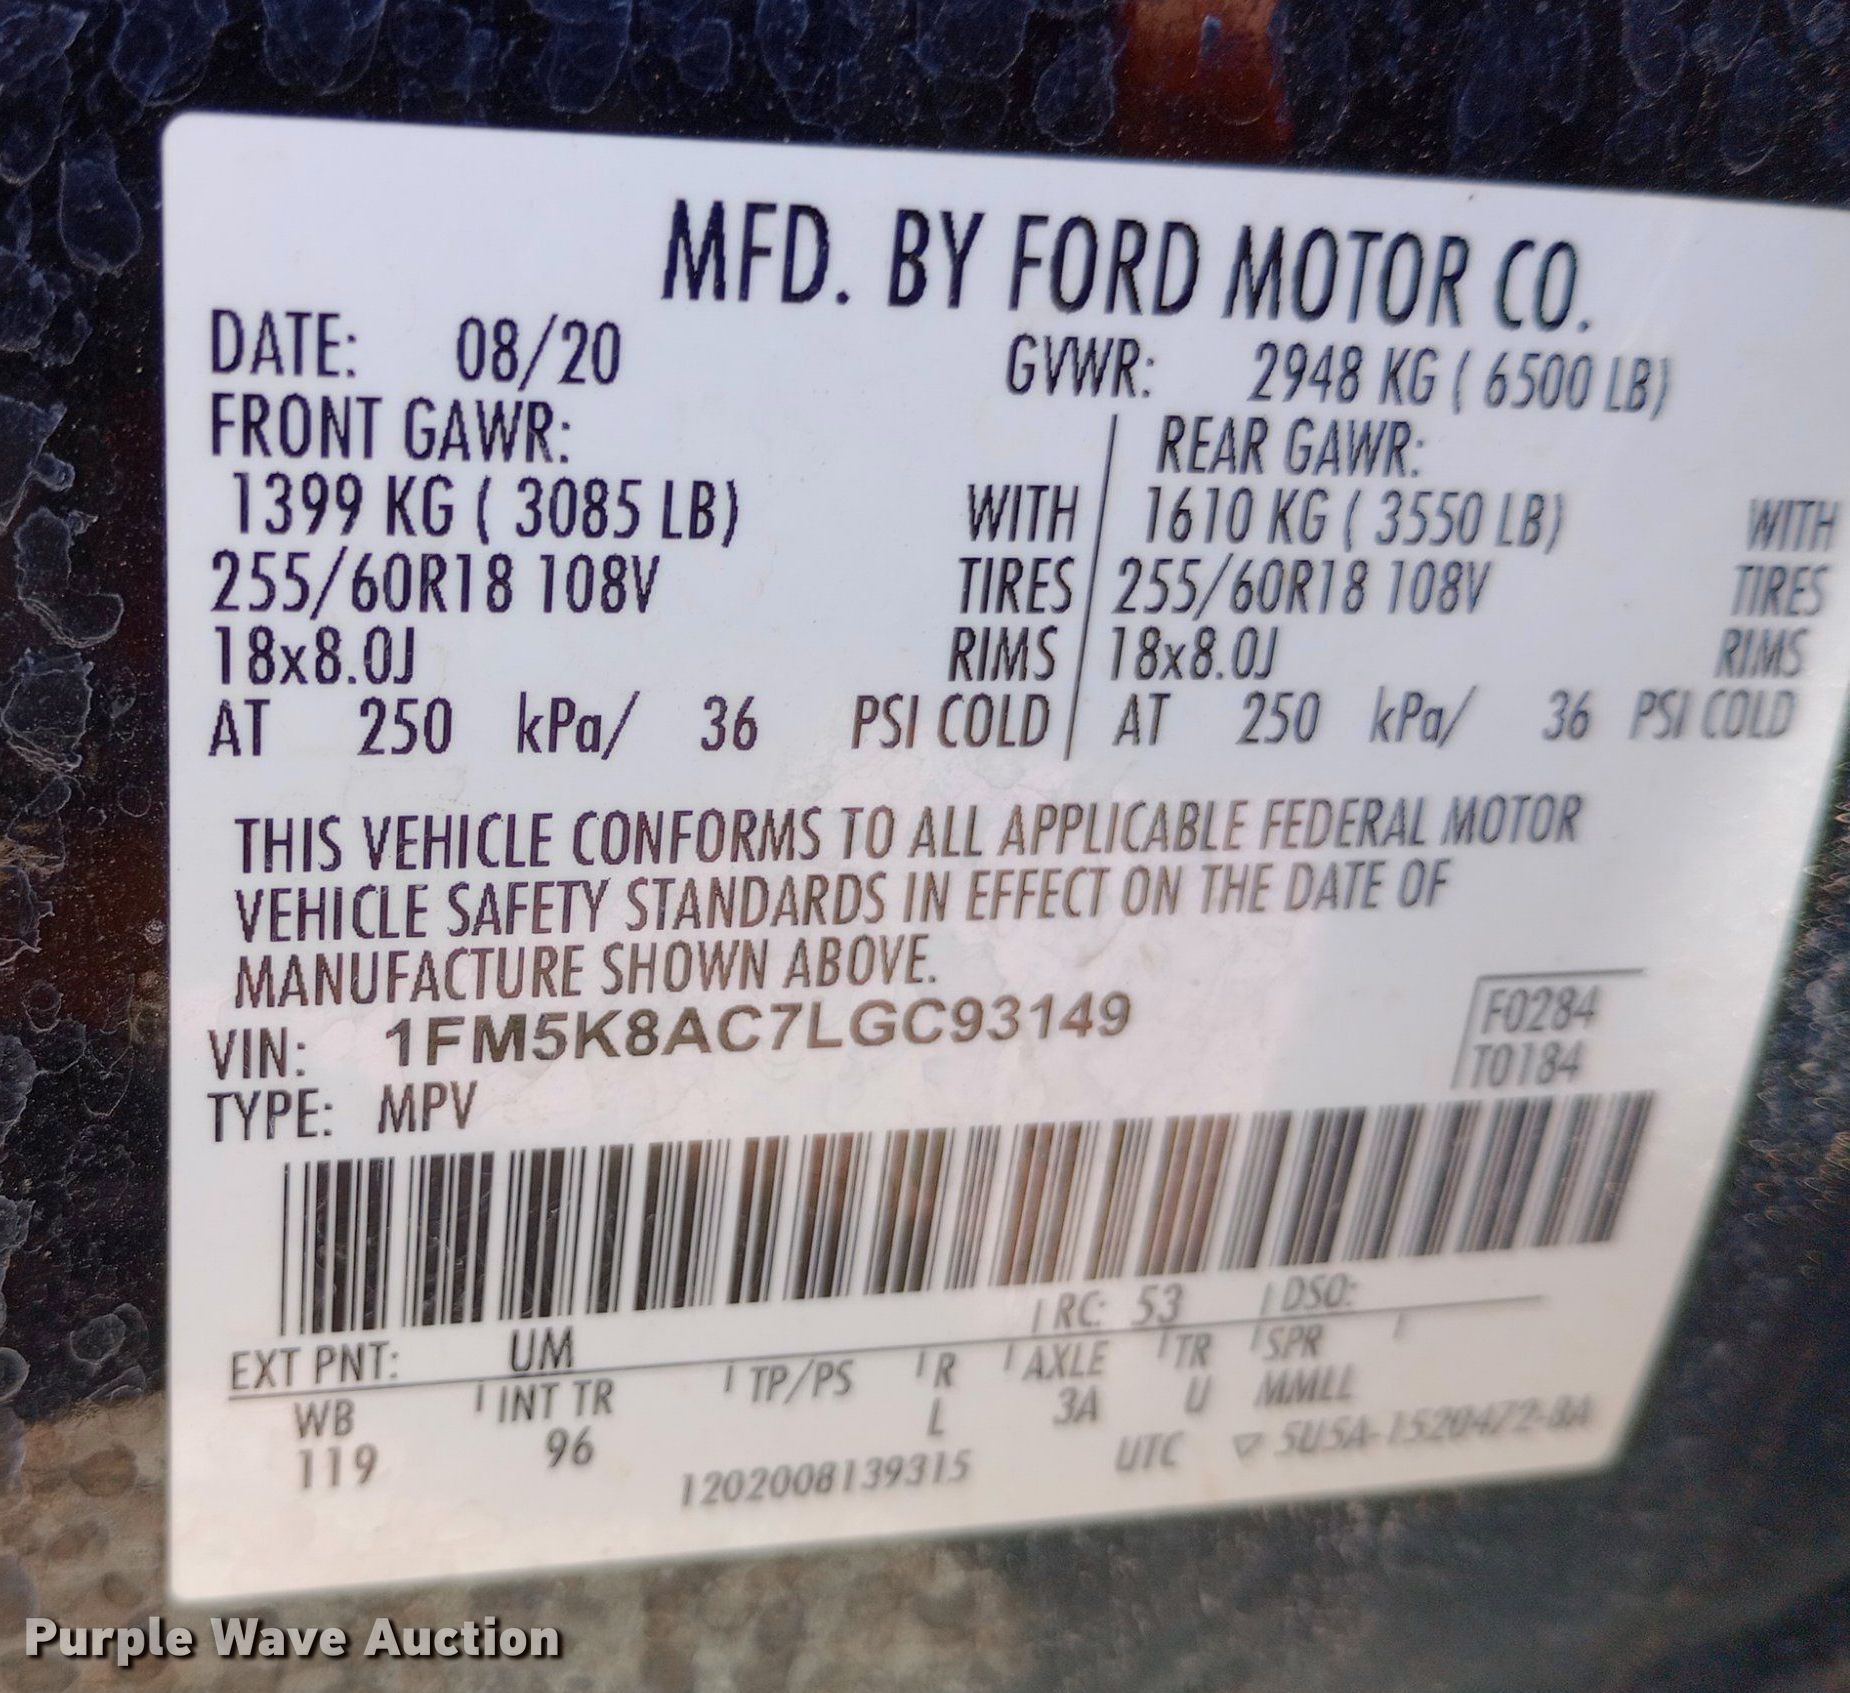 MFD. BY FORD MOTOR CO.
DATE: 08/20 GVWR: 2948 KG ( 6500 LB)
FRONT GAWR: REAR GAWR:
1399 KG ( 3085 LB) WITH 1610 KG ( 3550 LB) WITH
255/60R18 108V TIRES 255/60R18 108V TIRES
18x8.0J RIMS 18x8.0J RIMS
AT 250 kPa/ 36 PSI COLD AT 250 kPa/ 36 PSI COLD
THIS VEHICLE CONFORMS TO ALL APPLICABLE FEDERAL MOTOR
VEHICLE SAFETY STANDARDS IN EFFECT ON THE DATE OF
MANUFACTURE SHOWN ABOVE.
VIN: 1FM5K8AC7LGC93149 F0284
TYPE: MPV T0184
EXT PNT: UM RC: 53 DSO:
WB INT TR TP/PS R AXLE TR SPR
119 96 L 3A U MMLL
1202008139315 UTC ▽ 5U5A-1520472-BA
Purple Wave Auction